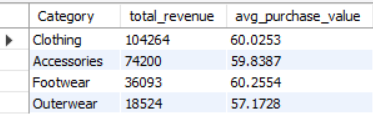 Category total_revenue avg_purchase_value
Clothing 104264 60.0253
Accessories 74200 59.8387
Footwear 36093 60.2554
Outerwear 18524 57.1728